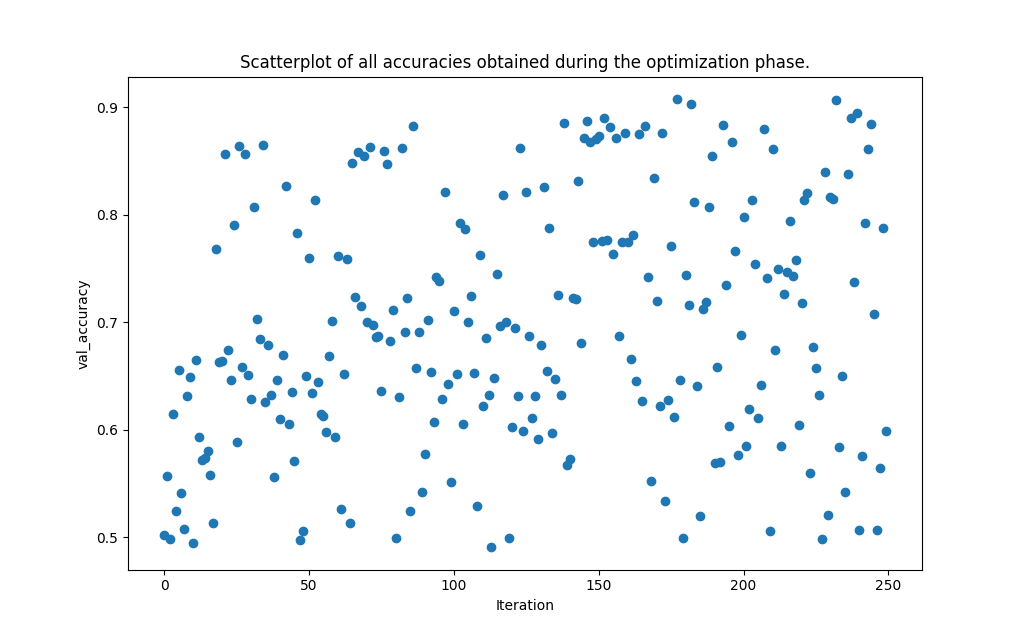 Scatterplot of all accuracies obtained during the optimization phase.
0.9
0.8
0.7
0.6
0.5
val_accuracy
0 50 100 150 200 250
Iteration